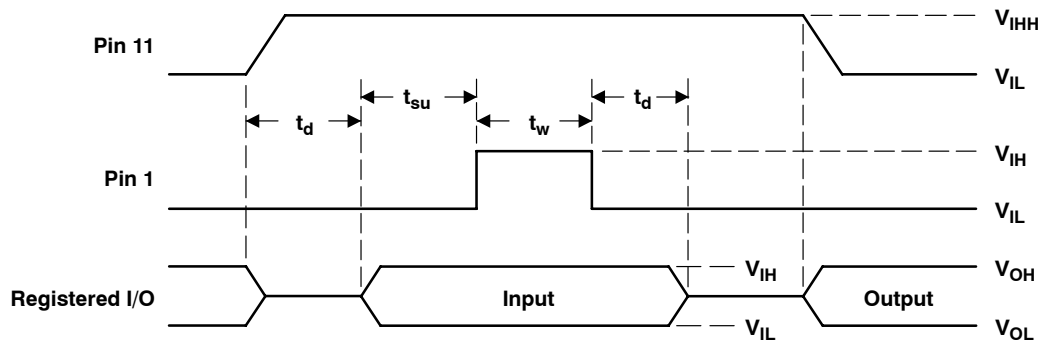 Pin 11
V_IHH
V_IL
t_d
t_su
t_w
t_d
Pin 1
V_IH
V_IL
Registered I/O
Input
V_IH
V_IL
Output
V_OH
V_OL